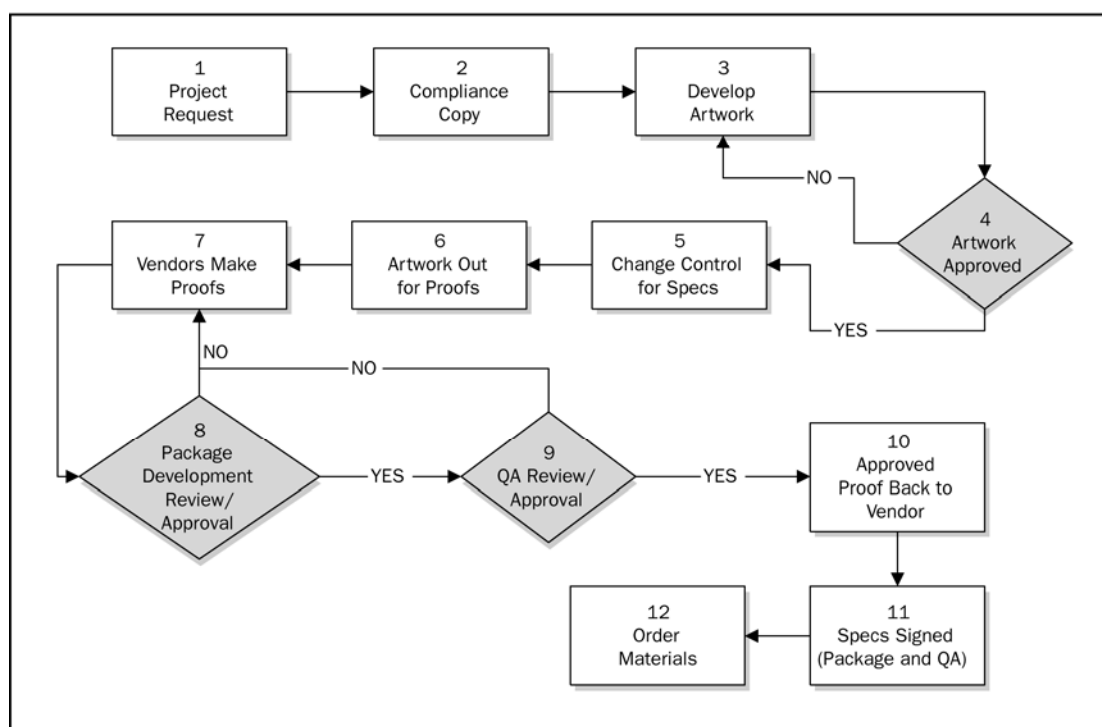 1
Project
Request
2
Compliance
Copy
3
Develop
Artwork
NO
4
Artwork
Approved
7
Vendors Make
Proofs
6
Artwork Out
for Proofs
5
Change Control
for Specs
YES
NO
NO
8
Package
Development
Review/
Approval
YES
9
QA Review/
Approval
YES
10
Approved
Proof Back to
Vendor
12
Order
Materials
11
Specs Signed
(Package and QA)